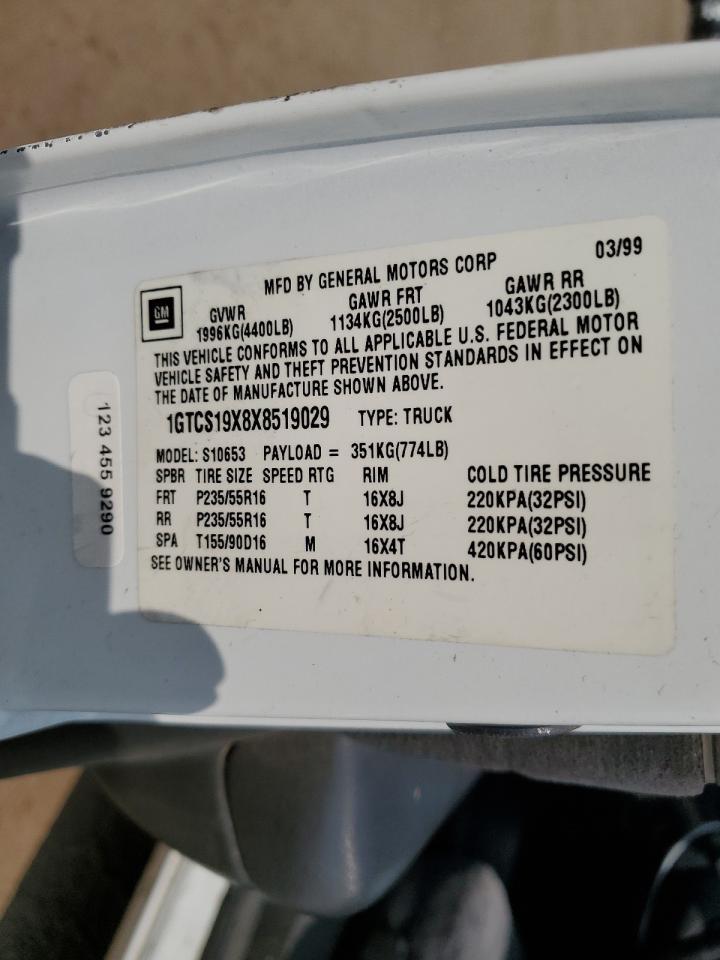 MFD BY GENERAL MOTORS CORP 03/99
GM
GVWR GAWR FRT GAWR RR
1996KG(4400LB) 1134KG(2500LB) 1043KG(2300LB)
THIS VEHICLE CONFORMS TO ALL APPLICABLE U.S. FEDERAL MOTOR
VEHICLE SAFETY AND THEFT PREVENTION STANDARDS IN EFFECT ON
THE DATE OF MANUFACTURE SHOWN ABOVE.
1GTCS19X8X8519029 TYPE: TRUCK
MODEL: S10653 PAYLOAD = 351KG(774LB)
SPBR TIRE SIZE SPEED RTG RIM COLD TIRE PRESSURE
FRT P235/55R16 T 16X8J 220KPA(32PSI)
RR P235/55R16 T 16X8J 220KPA(32PSI)
SPA T155/90D16 M 16X4T 420KPA(60PSI)
SEE OWNER'S MANUAL FOR MORE INFORMATION.
123 455 9290